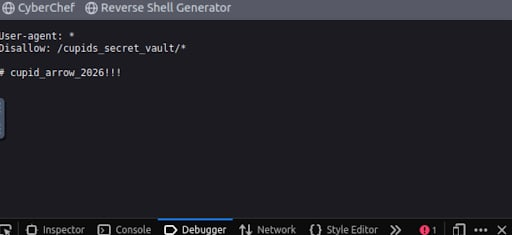 CyberChef Reverse Shell Generator
User-agent: *
Disallow: /cupids_secret_vault/*
# cupid_arrow_2026!!!
Inspector Console Debugger Network {} Style Editor 1